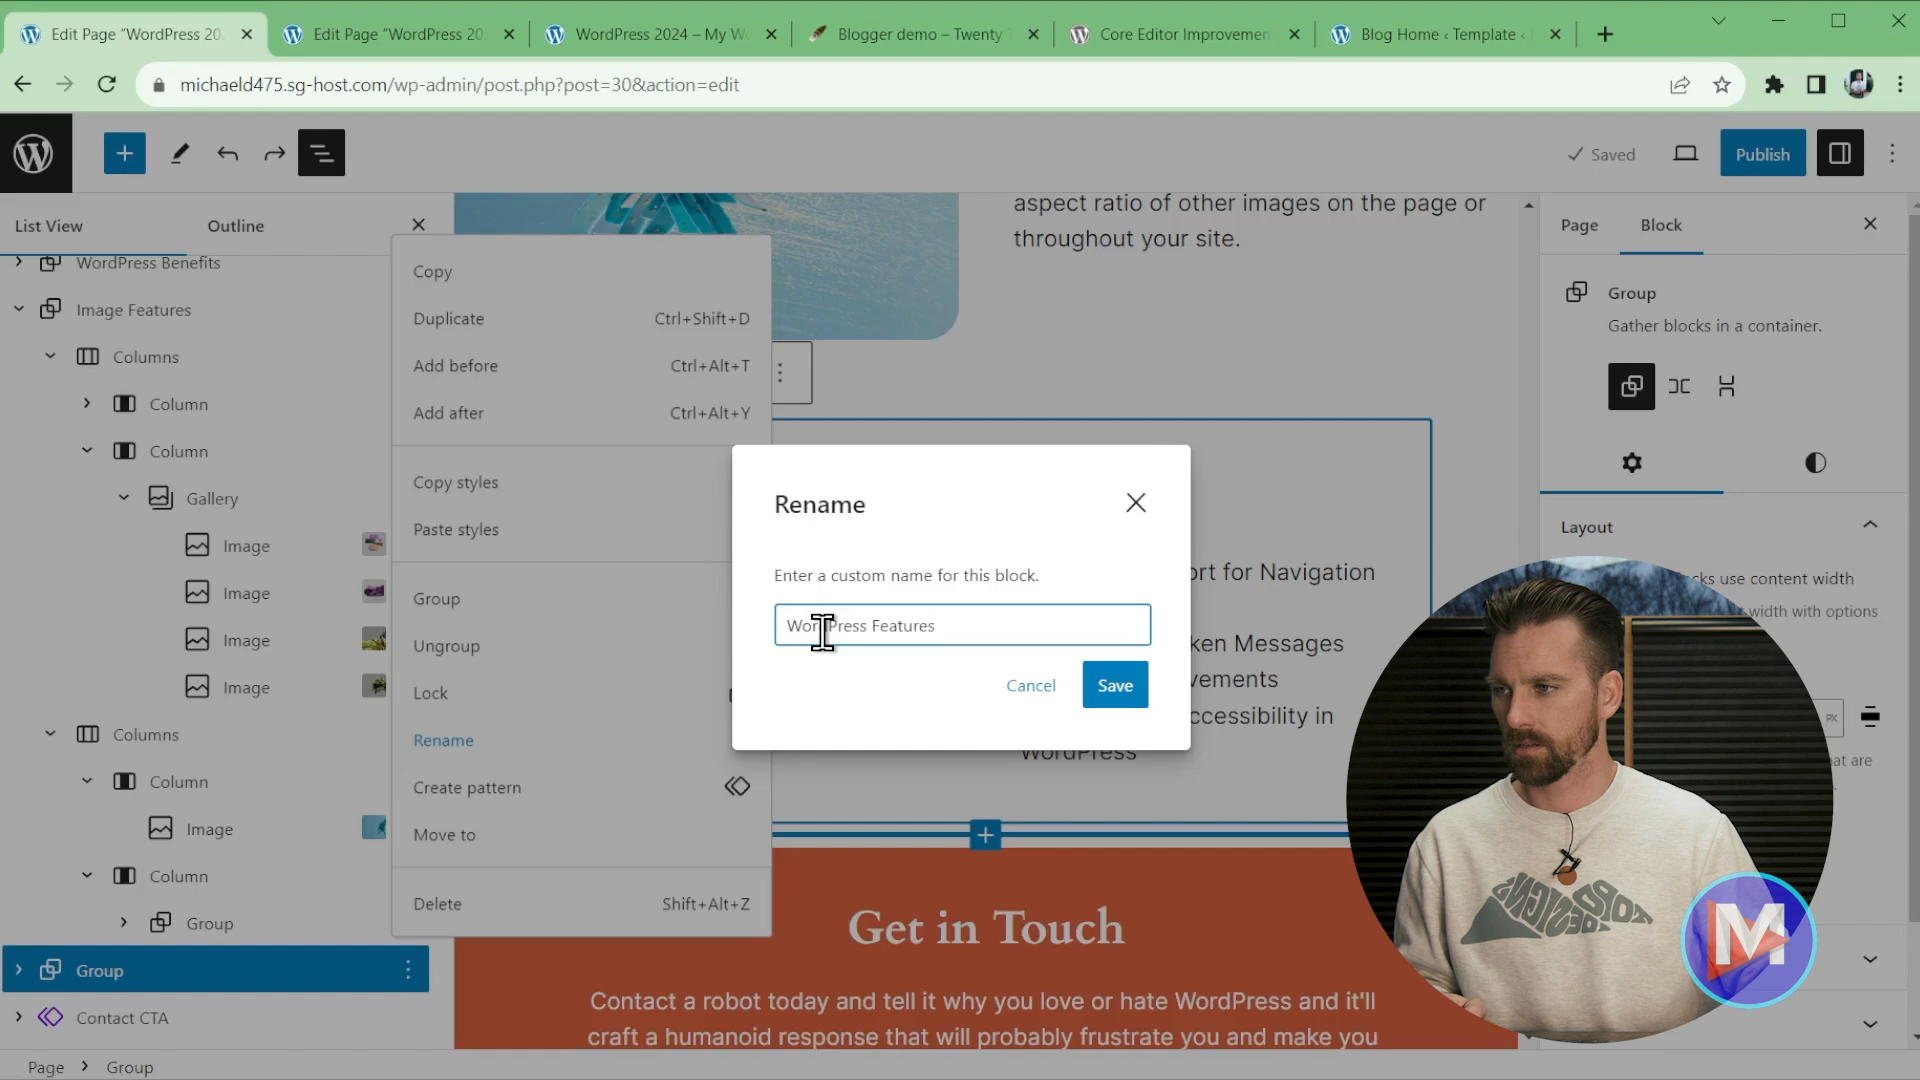 Edit Page "WordPress 20
Edit Page "WordPress 20
WordPress 2024 – My W
Blogger demo – Twenty
Core Editor Improvemen
Blog Home ‹ Template ‹
michaeld475.sg-host.com/wp-admin/post.php?post=30&action=edit
Saved
Publish
List View
Outline
WordPress Benefits
Image Features
Columns
Column
Column
Gallery
Image
Image
Image
Image
Columns
Column
Image
Column
Group
Group
Contact CTA
Page
Group
Copy
Duplicate Ctrl+Shift+D
Add before Ctrl+Alt+T
Add after Ctrl+Alt+Y
Copy styles
Paste styles
Group
Ungroup
Lock
Rename
Create pattern
Move to
Delete Shift+Alt+Z
aspect ratio of other images on the page or
throughout your site.
Rename
Enter a custom name for this block.
WordPress Features
Cancel
Save
ort for Navigation
ken Messages
vements
ccessibility in
WordPress
Get in Touch
Contact a robot today and tell it why you love or hate WordPress and it'll
craft a humanoid response that will probably frustrate you and make you
Page
Block
Group
Gather blocks in a container.
Layout
cks use content width
width with options
PX
at are
M